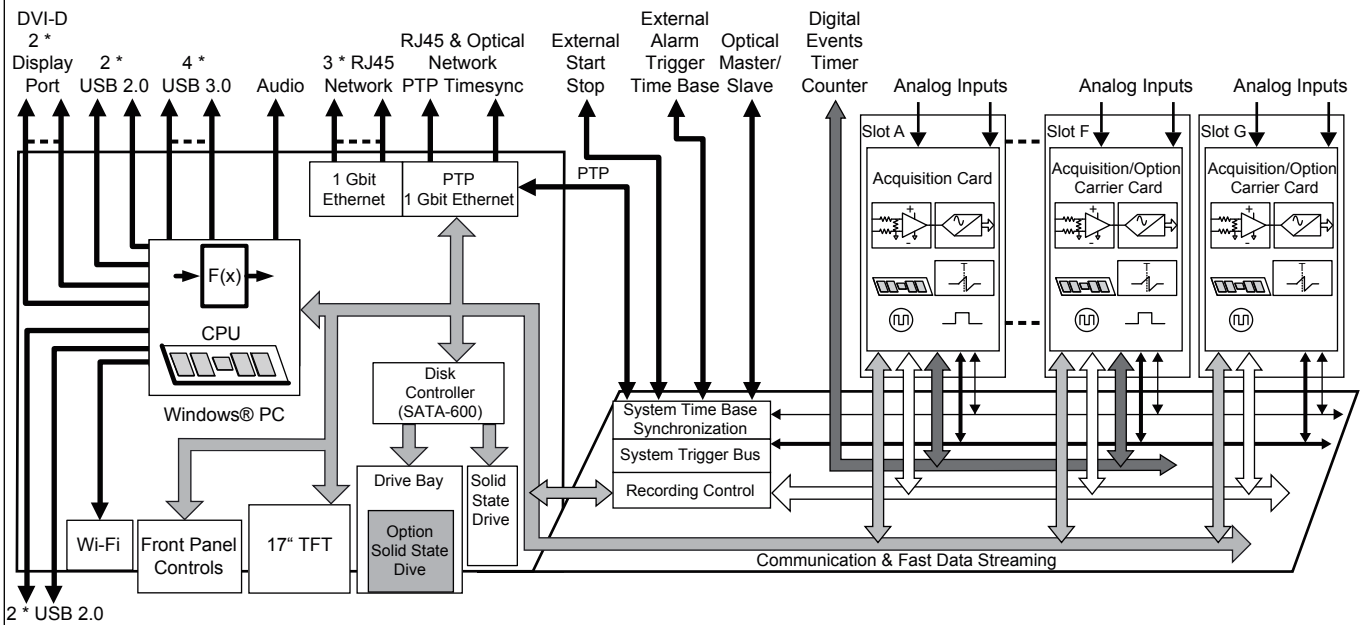 DVI-D
2 *
Display
Port
2 *
USB 2.0
4 *
USB 3.0
Audio
3 * RJ45
Network
RJ45 & Optical
Network
PTP Timesync
External
Start
Stop
External
Alarm
Trigger
Time Base
Optical
Master/
Slave
Digital
Events
Timer
Counter
Analog Inputs
Analog Inputs
Analog Inputs
Slot A
Slot F
Slot G
1 Gbit
Ethernet
PTP
1 Gbit Ethernet
PTP
Acquisition Card
Acquisition/Option
Carrier Card
Acquisition/Option
Carrier Card
+
-
T
+
-
T
+
-
T
F(x)
CPU
Windows® PC
Disk
Controller
(SATA-600)
System Time Base
Synchronization
System Trigger Bus
Recording Control
Drive Bay
Solid
State
Drive
Option
Solid State
Dive
Wi-Fi
Front Panel
Controls
17“ TFT
Communication & Fast Data Streaming
2 * USB 2.0